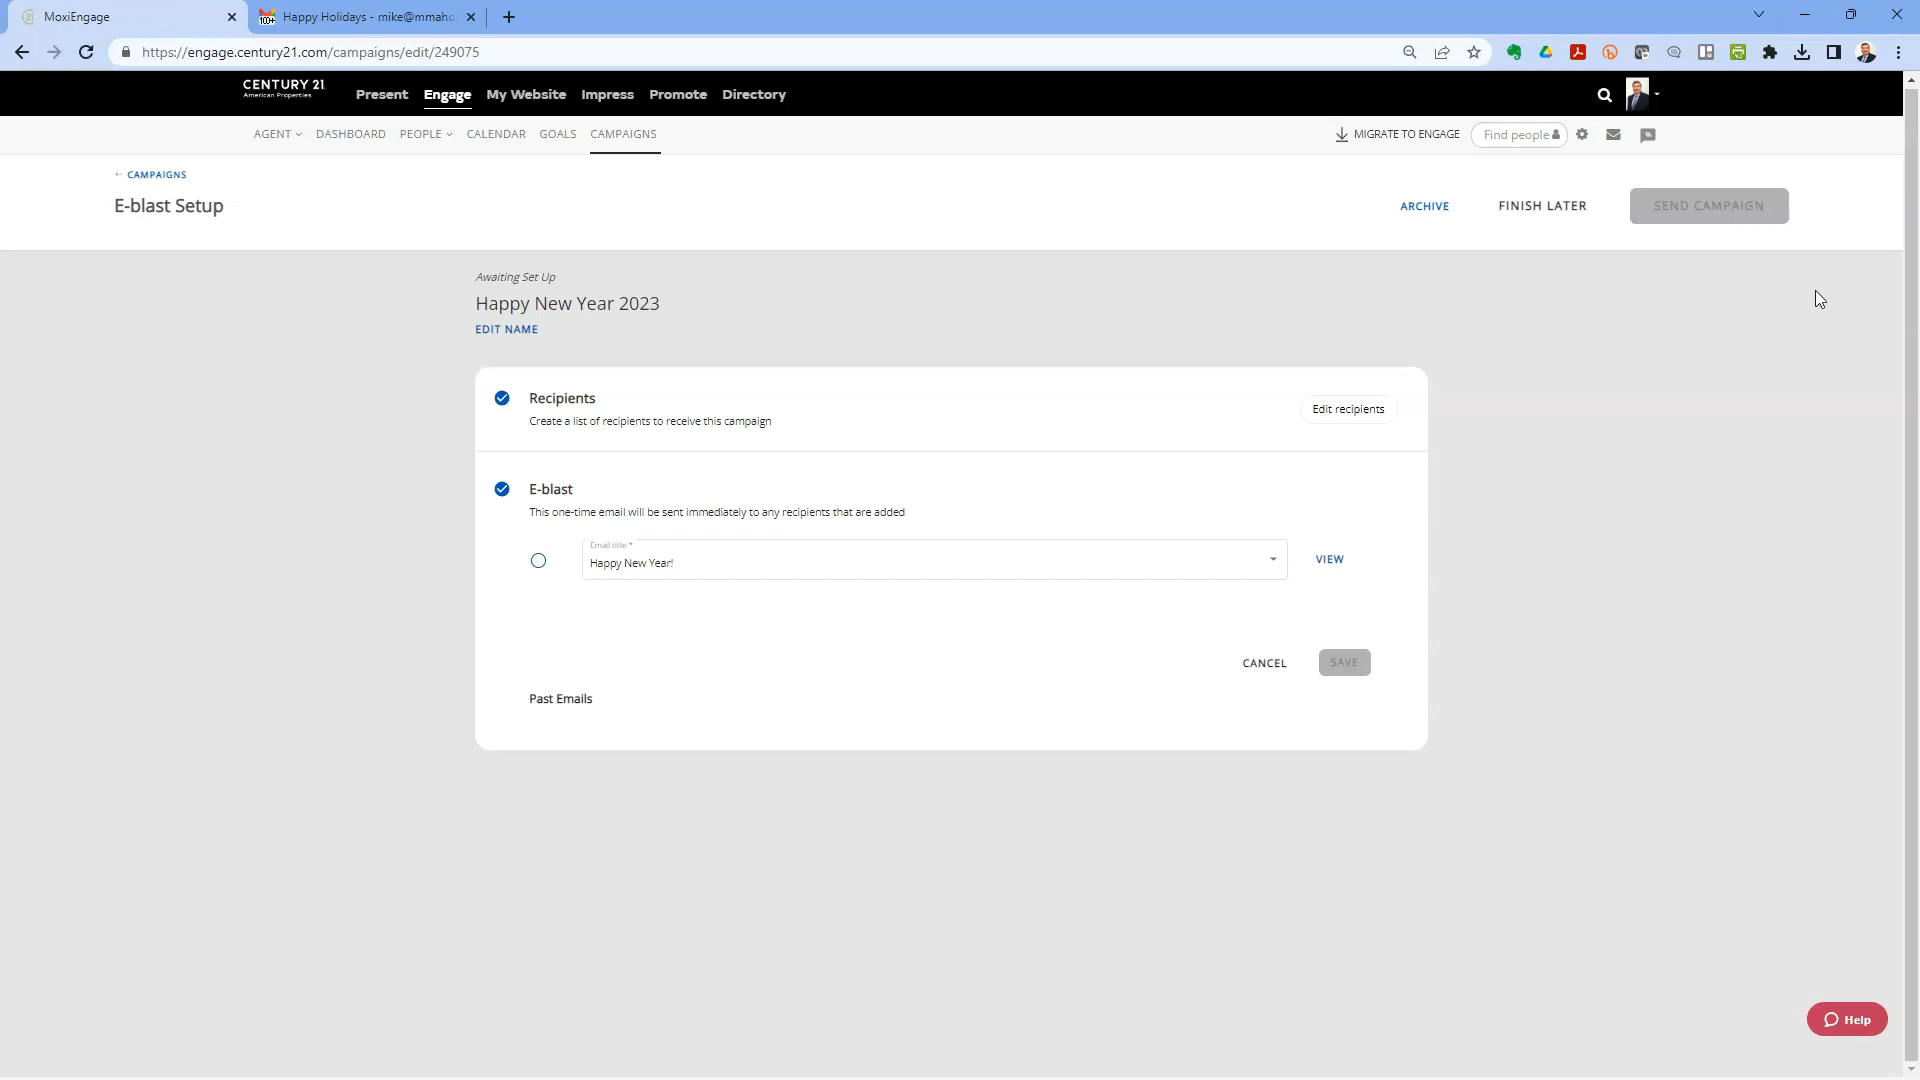 MoxiEngage
Happy Holidays - mike@mmaho
https://engage.century21.com/campaigns/edit/249075
CENTURY 21
American Properties
Present Engage My Website Impress Promote Directory
AGENT DASHBOARD PEOPLE CALENDAR GOALS CAMPAIGNS
MIGRATE TO ENGAGE
Find people
← CAMPAIGNS
E-blast Setup
ARCHIVE
FINISH LATER
SEND CAMPAIGN
Awaiting Set Up
Happy New Year 2023
EDIT NAME
Recipients
Create a list of recipients to receive this campaign
Edit recipients
E-blast
This one-time email will be sent immediately to any recipients that are added
Email title *
Happy New Year!
VIEW
CANCEL
SAVE
Past Emails
Help